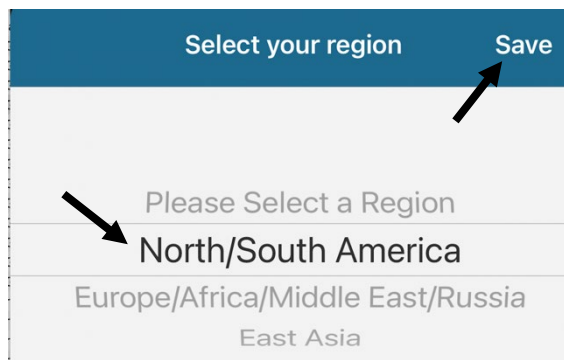 Select your region Save
Please Select a Region
North/South America
Europe/Africa/Middle East/Russia
East Asia